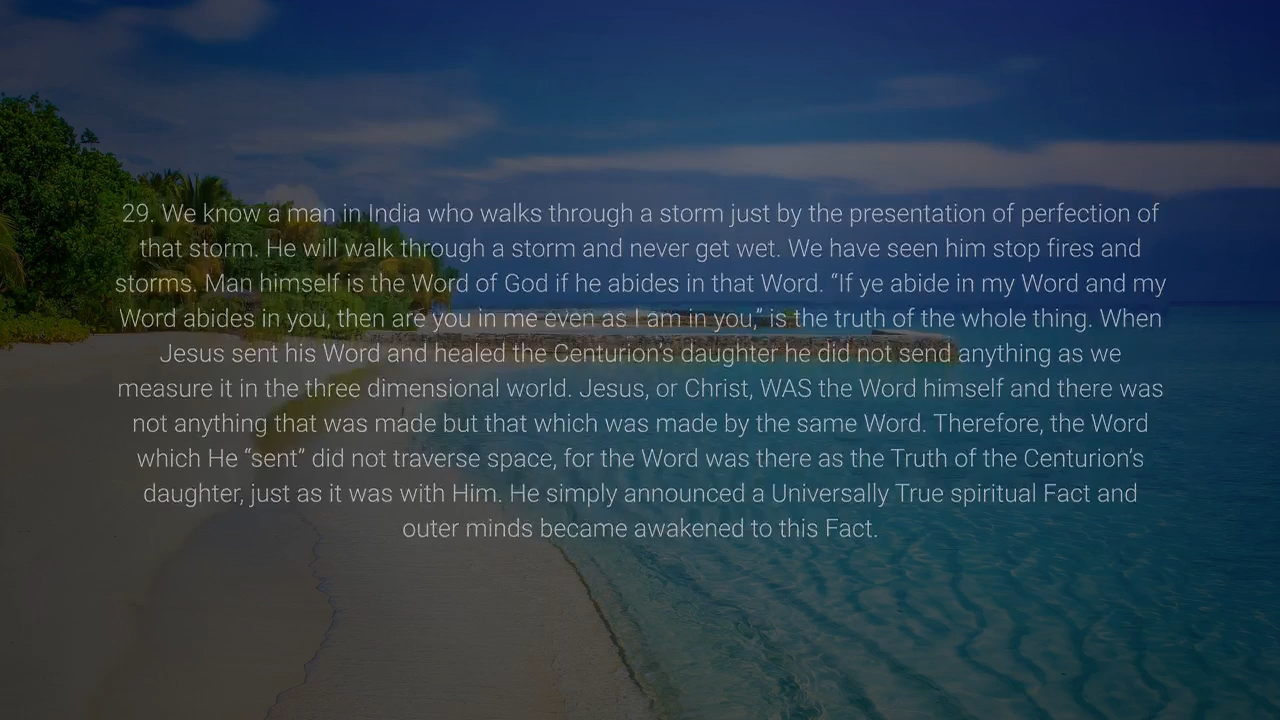 29. We know a man in India who walks through a storm just by the presentation of perfection of
that storm. He will walk through a storm and never get wet. We have seen him stop fires and
storms. Man himself is the Word of God if he abides in that Word. “If ye abide in my Word and my
Word abides in you, then are you in me even as I am in you,” is the truth of the whole thing. When
Jesus sent his Word and healed the Centurion’s daughter he did not send anything as we
measure it in the three dimensional world. Jesus, or Christ, WAS the Word himself and there was
not anything that was made but that which was made by the same Word. Therefore, the Word
which He “sent” did not traverse space, for the Word was there as the Truth of the Centurion’s
daughter, just as it was with Him. He simply announced a Universally True spiritual Fact and
outer minds became awakened to this Fact.